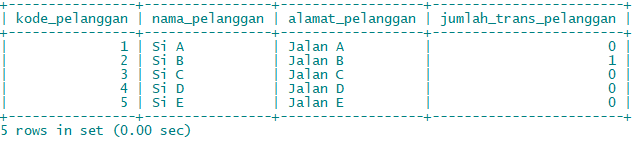 +----------------+----------------+------------------+------------------------+
| kode_pelanggan | nama_pelanggan | alamat_pelanggan | jumlah_trans_pelanggan |
+----------------+----------------+------------------+------------------------+
|              1 | Si A           | Jalan A          |                      0 |
|              2 | Si B           | Jalan B          |                      1 |
|              3 | Si C           | Jalan C          |                      0 |
|              4 | Si D           | Jalan D          |                      0 |
|              5 | Si E           | Jalan E          |                      0 |
+----------------+----------------+------------------+------------------------+
5 rows in set (0.00 sec)